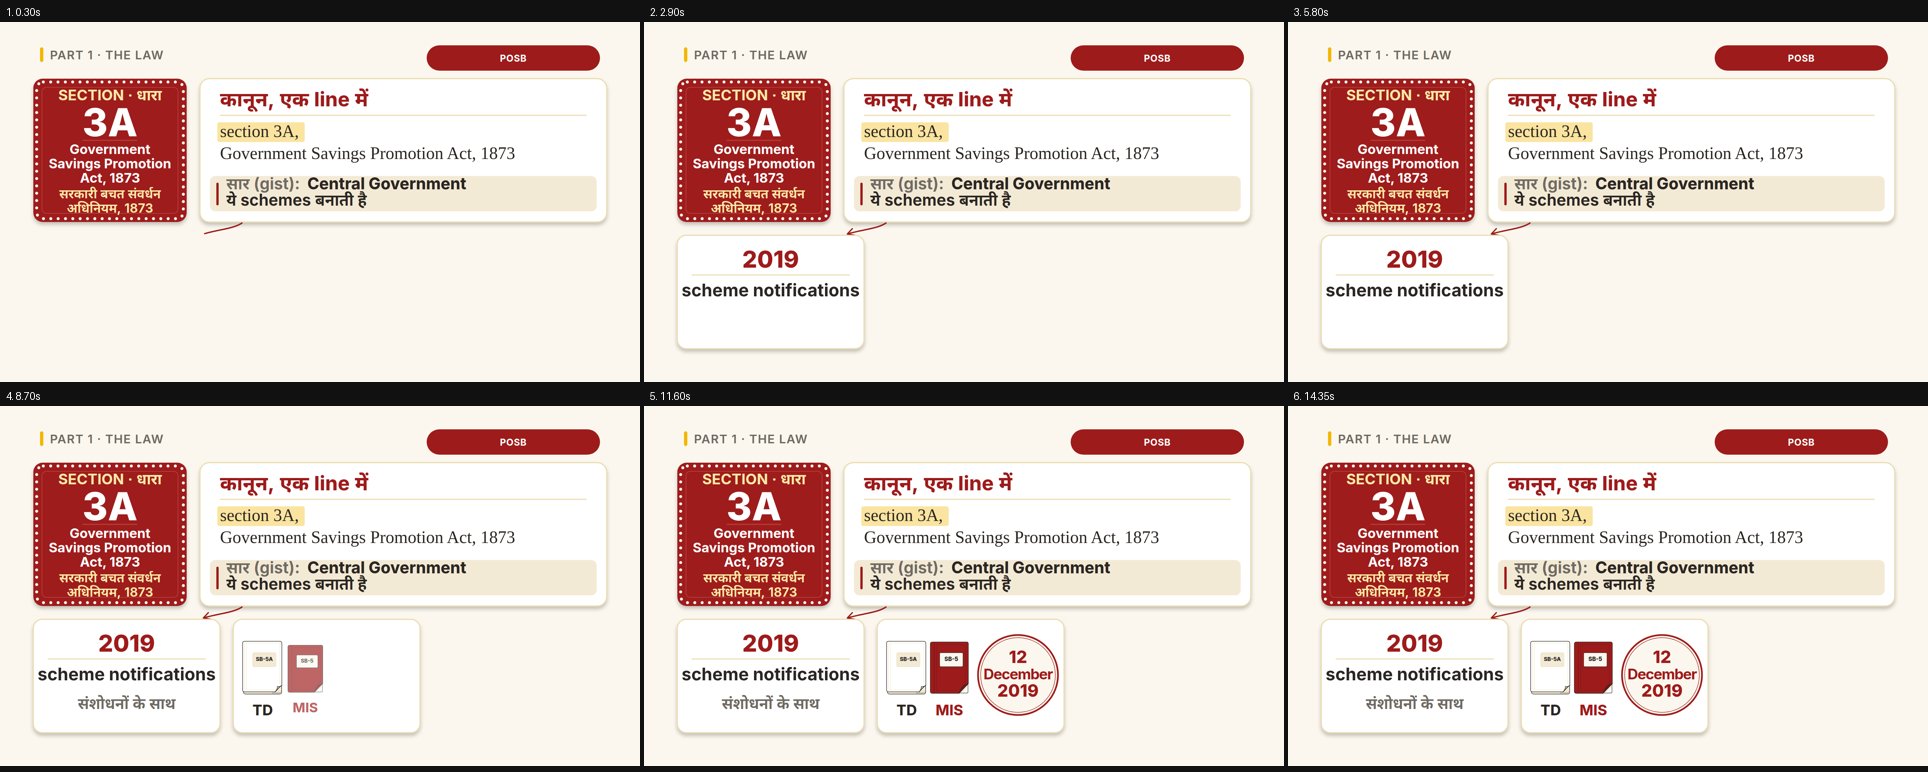 1. 0.30s
PART 1 · THE LAW
POSB
SECTION · धारा
3A
Government
Savings Promotion
Act, 1873
सरकारी बचत संवर्धन
अधिनियम, 1873
कानून, एक line में
section 3A,
Government Savings Promotion Act, 1873
सार (gist): Central Government
ये schemes बनाती है
2. 2.90s
PART 1 · THE LAW
POSB
SECTION · धारा
3A
Government
Savings Promotion
Act, 1873
सरकारी बचत संवर्धन
अधिनियम, 1873
कानून, एक line में
section 3A,
Government Savings Promotion Act, 1873
सार (gist): Central Government
ये schemes बनाती है
2019
scheme notifications
3. 5.80s
PART 1 · THE LAW
POSB
SECTION · धारा
3A
Government
Savings Promotion
Act, 1873
सरकारी बचत संवर्धन
अधिनियम, 1873
कानून, एक line में
section 3A,
Government Savings Promotion Act, 1873
सार (gist): Central Government
ये schemes बनाती है
2019
scheme notifications
4. 8.70s
PART 1 · THE LAW
POSB
SECTION · धारा
3A
Government
Savings Promotion
Act, 1873
सरकारी बचत संवर्धन
अधिनियम, 1873
कानून, एक line में
section 3A,
Government Savings Promotion Act, 1873
सार (gist): Central Government
ये schemes बनाती है
2019
scheme notifications
संशोधनों के साथ
SB-5A
TD
SB-5
MIS
5. 11.60s
PART 1 · THE LAW
POSB
SECTION · धारा
3A
Government
Savings Promotion
Act, 1873
सरकारी बचत संवर्धन
अधिनियम, 1873
कानून, एक line में
section 3A,
Government Savings Promotion Act, 1873
सार (gist): Central Government
ये schemes बनाती है
2019
scheme notifications
संशोधनों के साथ
SB-5A
TD
SB-5
MIS
12
December
2019
6. 14.35s
PART 1 · THE LAW
POSB
SECTION · धारा
3A
Government
Savings Promotion
Act, 1873
सरकारी बचत संवर्धन
अधिनियम, 1873
कानून, एक line में
section 3A,
Government Savings Promotion Act, 1873
सार (gist): Central Government
ये schemes बनाती है
2019
scheme notifications
संशोधनों के साथ
SB-5A
TD
SB-5
MIS
12
December
2019